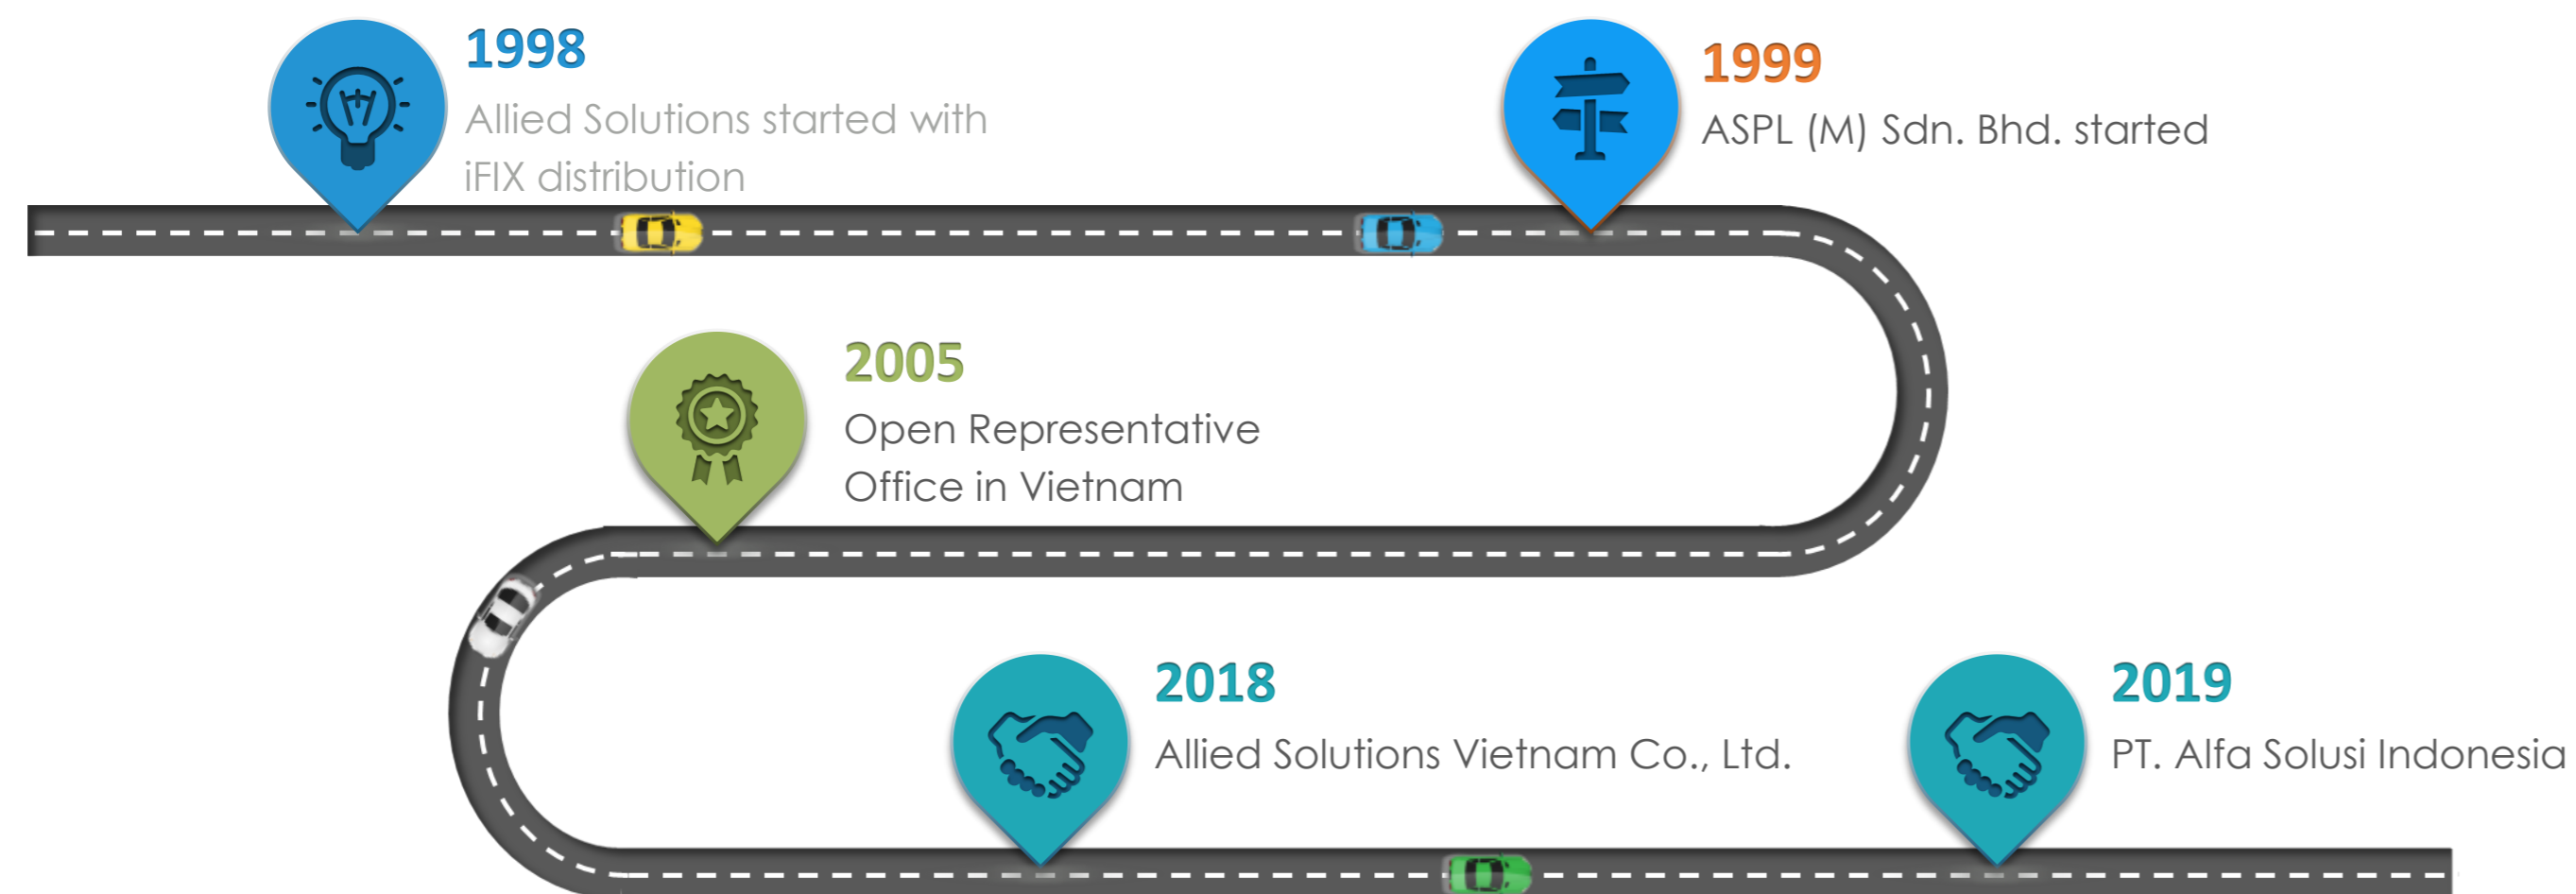 1998
Allied Solutions started with
iFIX distribution
1999
ASPL (M) Sdn. Bhd. started
2005
Open Representative
Office in Vietnam
2018
Allied Solutions Vietnam Co., Ltd.
2019
PT. Alfa Solusi Indonesia